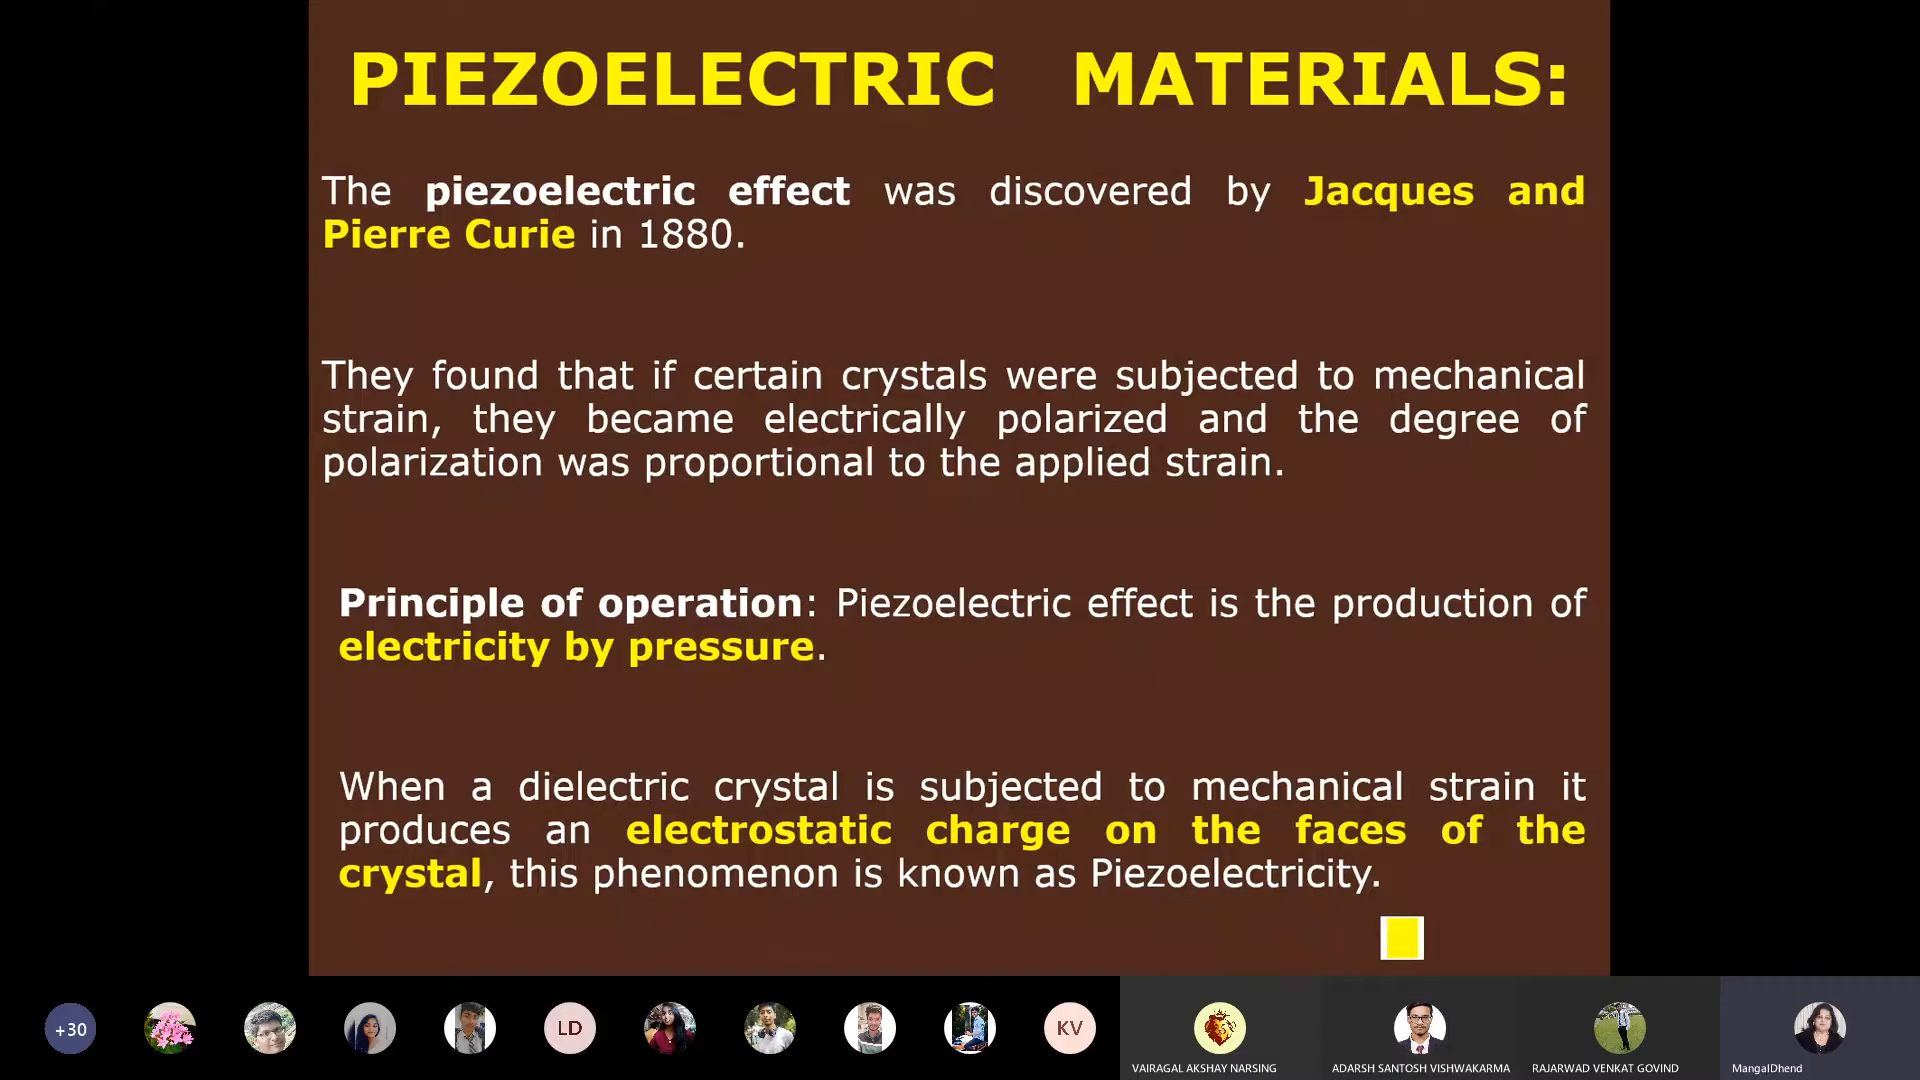 PIEZOELECTRIC MATERIALS:
The piezoelectric effect was discovered by Jacques and
Pierre Curie in 1880.
They found that if certain crystals were subjected to mechanical
strain, they became electrically polarized and the degree of
polarization was proportional to the applied strain.
Principle of operation: Piezoelectric effect is the production of
electricity by pressure.
When a dielectric crystal is subjected to mechanical strain it
produces an electrostatic charge on the faces of the
crystal, this phenomenon is known as Piezoelectricity.
+30
LD
KV
VAIRAGAL AKSHAY NARSING
ADARSH SANTOSH VISHWAKARMA
RAJARWAD VENKAT GOVIND
MangalDhend